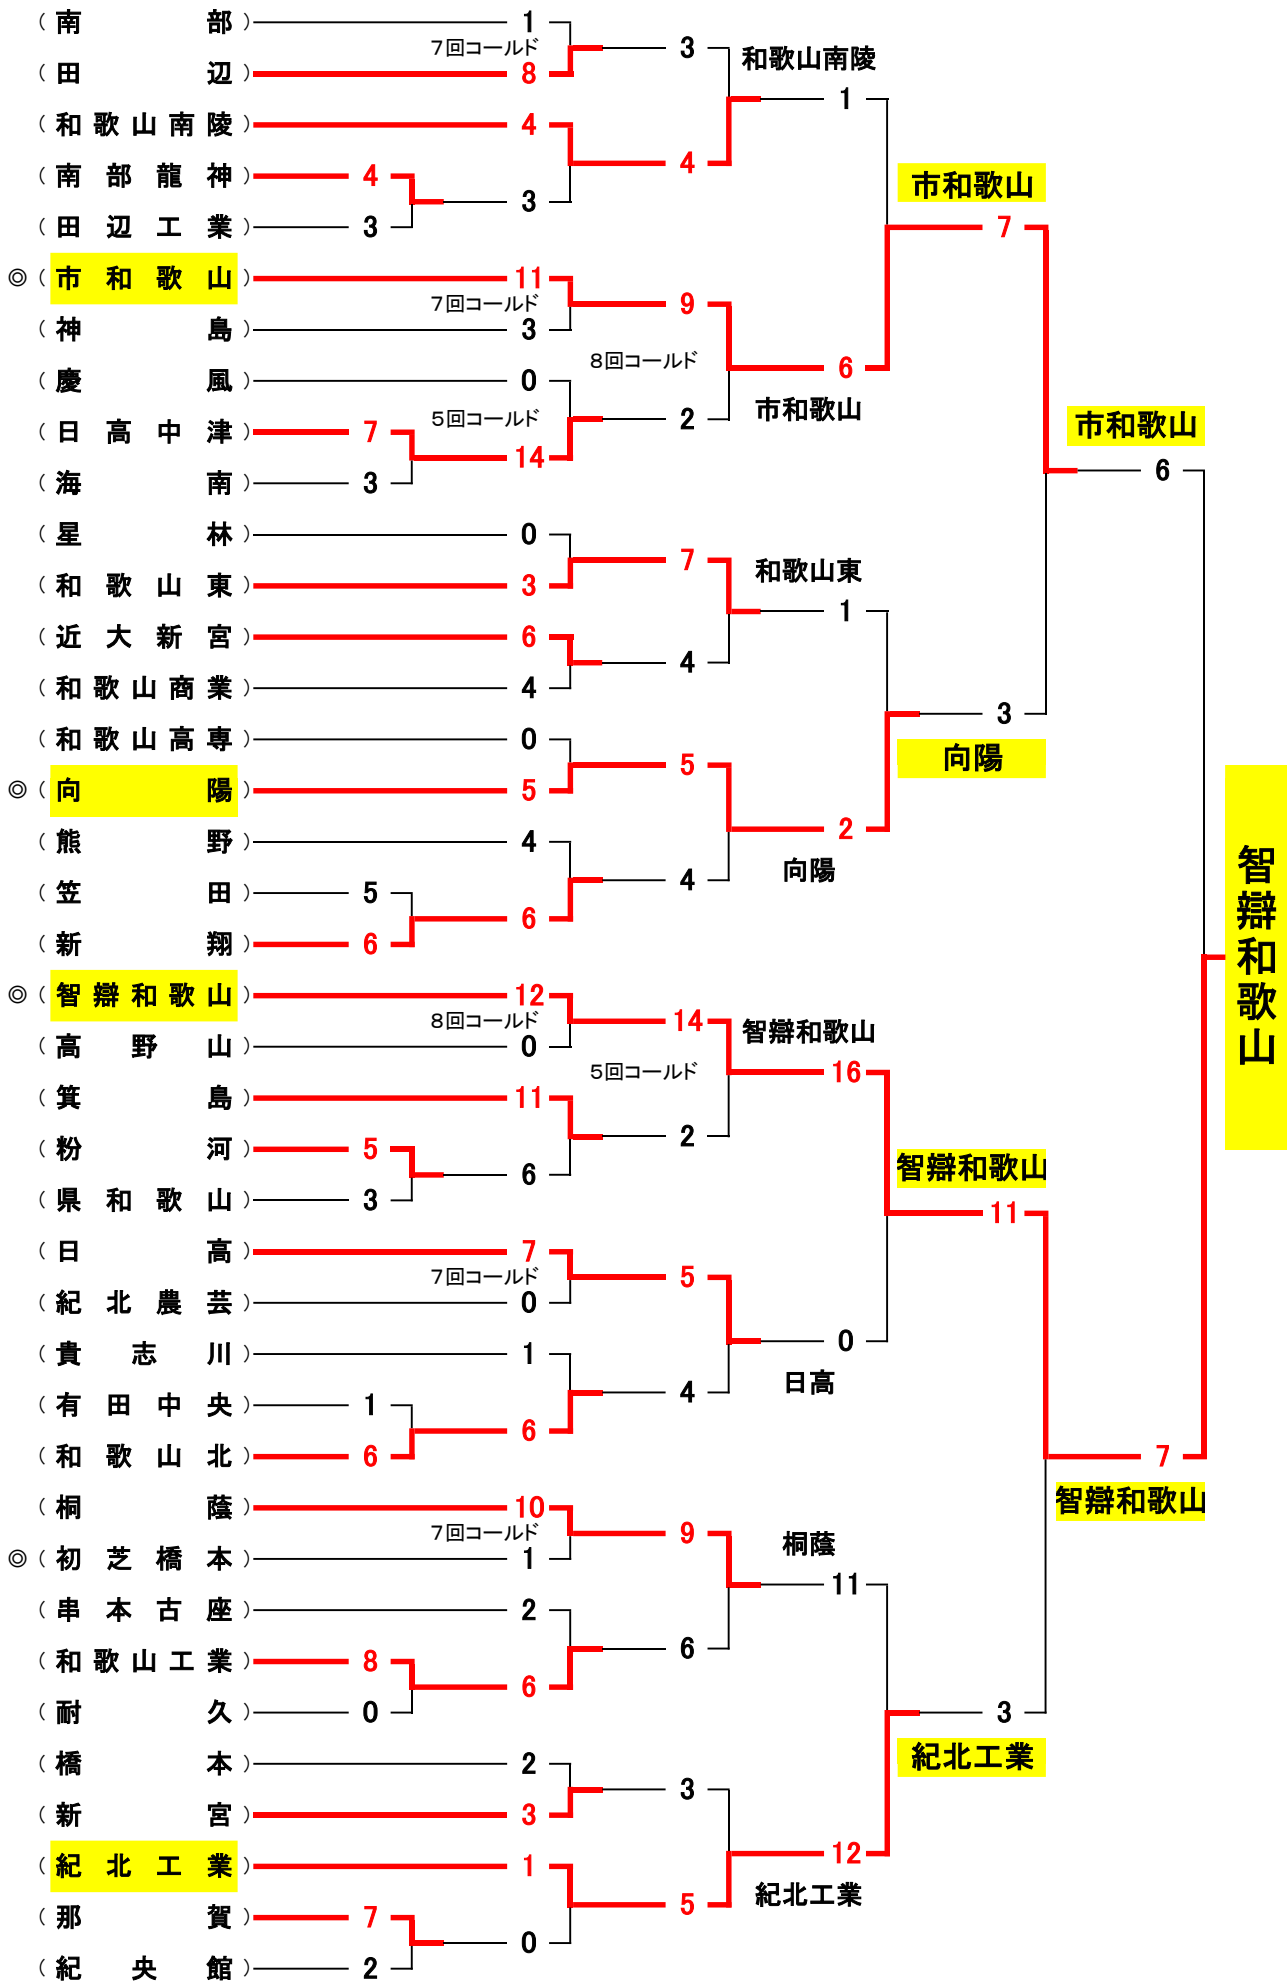 （南部） 1
7回コールド 3 和歌山南陵
（田辺） 8
1
（和歌山南陵） 4
4
（南部龍神） 4 市和歌山
3
（田辺工業） 3 7
◎（市和歌山） 11
7回コールド 9
（神島） 3
8回コールド 6
（慶風） 0
5回コールド 2 市和歌山 市和歌山
（日高中津） 7
14 6
（海南） 3
（星林） 0
7 和歌山東
（和歌山東） 3
1
（近大新宮） 6
4
（和歌山商業） 4
3
（和歌山高専） 0
5 向陽
◎（向陽） 5
2
（熊野） 4
4 向陽
（笠田） 5
6
（新翔） 6
智辯和歌山
◎（智辯和歌山） 12
8回コールド 14 智辯和歌山
（高野山） 0
5回コールド 16
（箕島） 11
2
（粉河） 5
6 智辯和歌山
（県和歌山） 3
11
（日高） 7
7回コールド 5
（紀北農芸） 0
0
（貴志川） 1
4 日高
（有田中央） 1
6
（和歌山北） 6 7
智辯和歌山
（桐蔭） 10
7回コールド 9 桐蔭
◎（初芝橋本） 1
11
（串本古座） 2
6
（和歌山工業） 8
6
（耐久） 0 3
紀北工業
（橋本） 2
3
（新宮） 3
12
（紀北工業） 1
5 紀北工業
（那賀） 7
0
（紀央館） 2